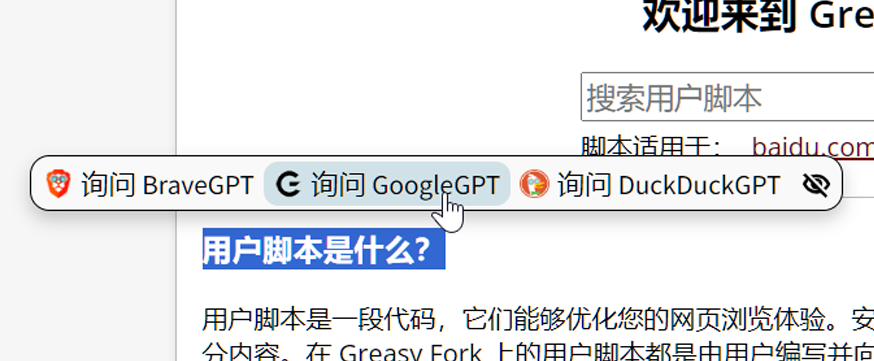 欢迎来到 Gre
搜索用户脚本
脚本适用于： baidu.com
询问 BraveGPT 询问 GoogleGPT 询问 DuckDuckGPT
用户脚本是什么？
用户脚本是一段代码，它们能够优化您的网页浏览体验。安
分内容。在 Greasy Fork 上的用户脚本都是由用户编写并向